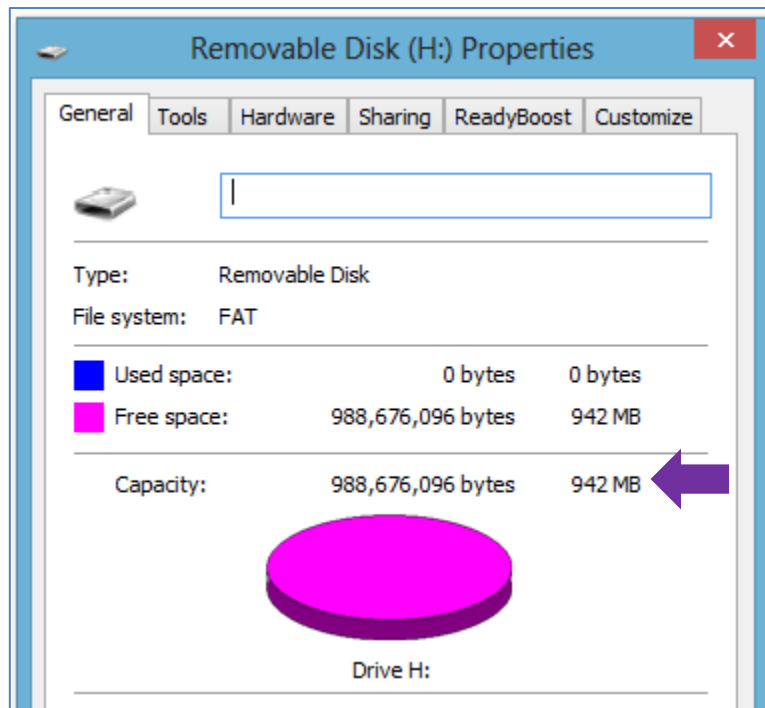 Removable Disk (H:) Properties
General Tools Hardware Sharing ReadyBoost Customize
Type: Removable Disk
File system: FAT
Used space: 0 bytes 0 bytes
Free space: 988,676,096 bytes 942 MB
Capacity: 988,676,096 bytes 942 MB
Drive H: